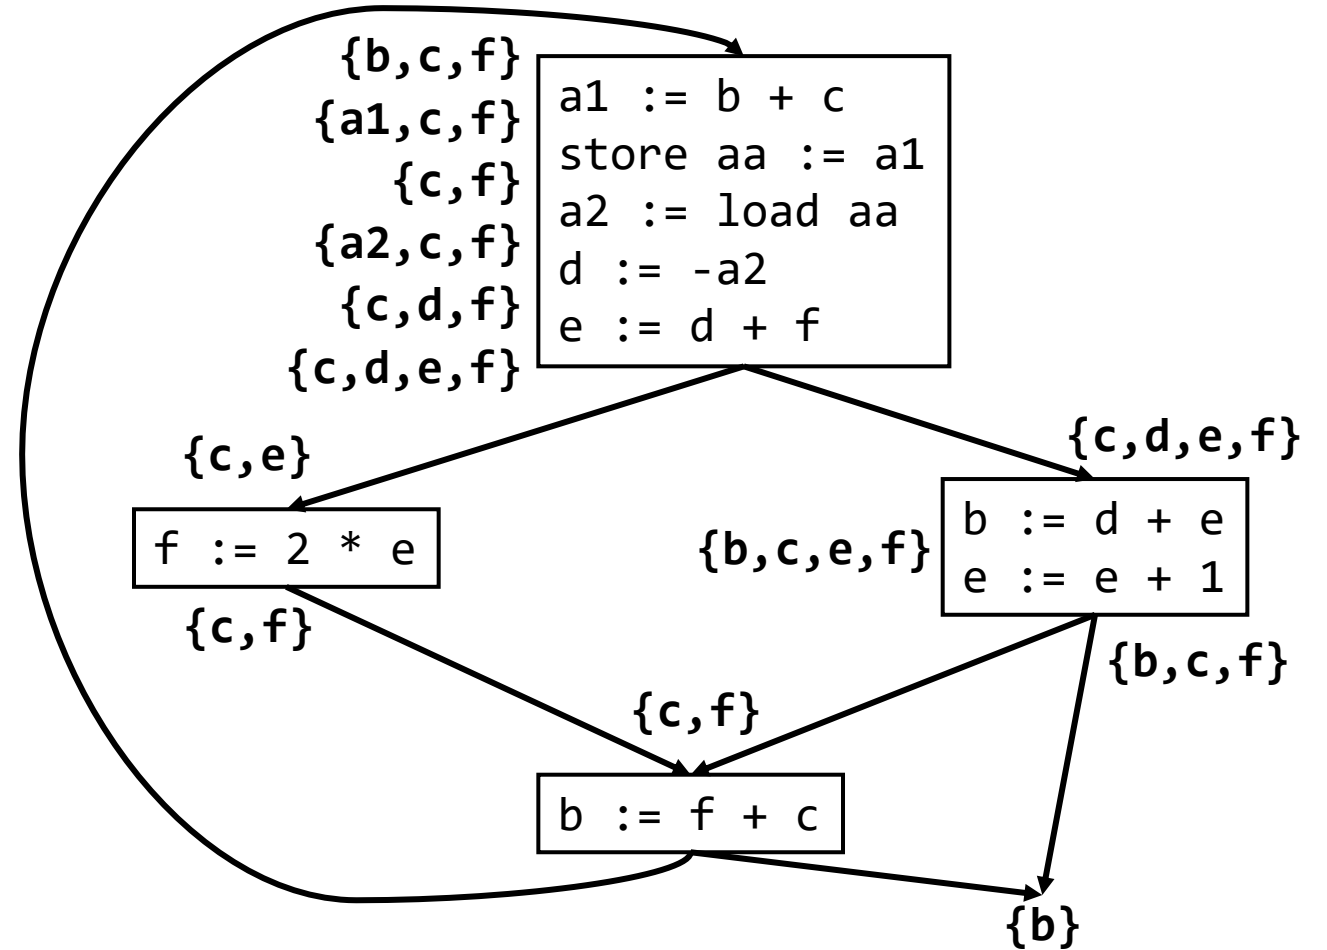 {b,c,f}
{a1,c,f}
{c,f}
{a2,c,f}
{c,d,f}
{c,d,e,f}
a1 := b + c
store aa := a1
a2 := load aa
d := -a2
e := d + f
{c,e}
f := 2 * e
{c,f}
{c,d,e,f}
{b,c,e,f}
b := d + e
e := e + 1
{b,c,f}
{c,f}
b := f + c
{b}